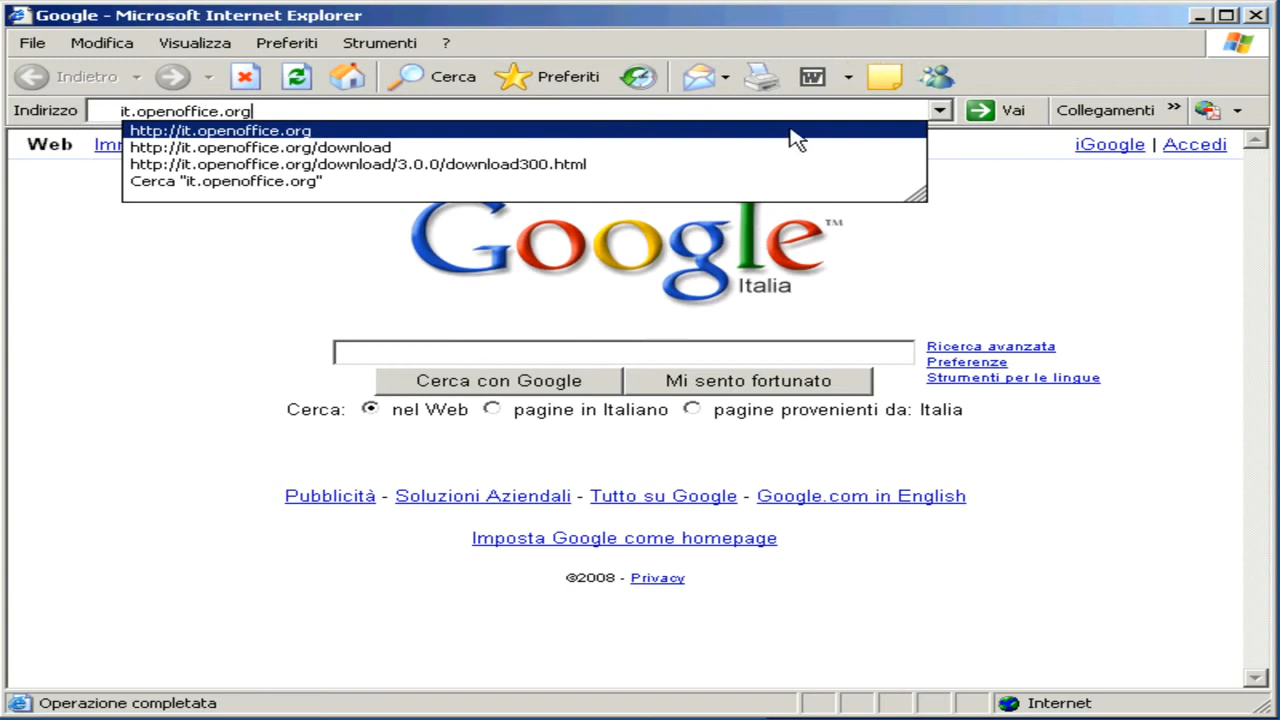 Google - Microsoft Internet Explorer
File Modifica Visualizza Preferiti Strumenti ?
Indietro Cerca Preferiti
Indirizzo it.openoffice.org Vai Collegamenti »
http://it.openoffice.org
http://it.openoffice.org/download
http://it.openoffice.org/download/3.0.0/download300.html
Cerca "it.openoffice.org"
Web iGoogle | Accedi
Google™
Italia
Ricerca avanzata
Preferenze
Strumenti per le lingue
Cerca con Google Mi sento fortunato
Cerca: nel Web pagine in Italiano pagine provenienti da: Italia
Pubblicità - Soluzioni Aziendali - Tutto su Google - Google.com in English
Imposta Google come homepage
©2008 - Privacy
Operazione completata Internet